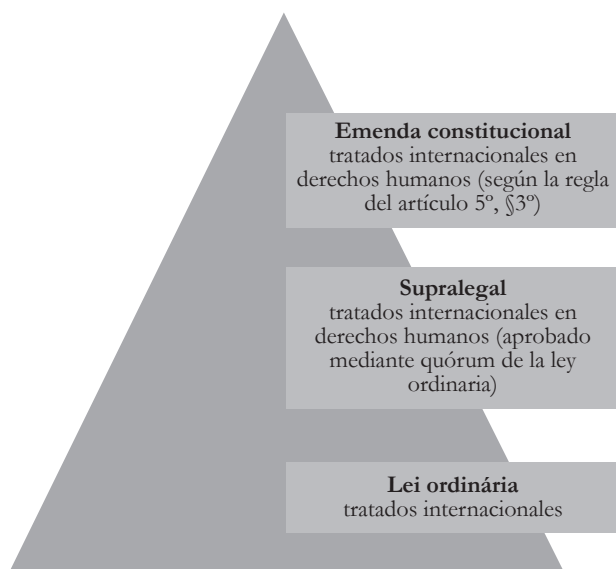 Emenda constitucional
tratados internacionales en
derechos humanos (según la regla
del artículo 5º, §3º)
Supralegal
tratados internacionales en
derechos humanos (aprobado
mediante quórum de la ley
ordinaria)
Lei ordinária
tratados internacionales